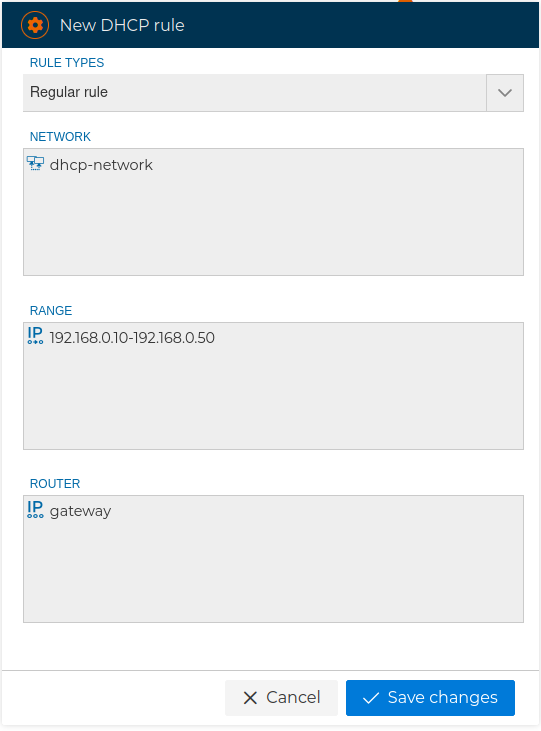 New DHCP rule
RULE TYPES
Regular rule
NETWORK
dhcp-network
RANGE
IP 192.168.0.10-192.168.0.50
ROUTER
IP gateway
Cancel Save changes